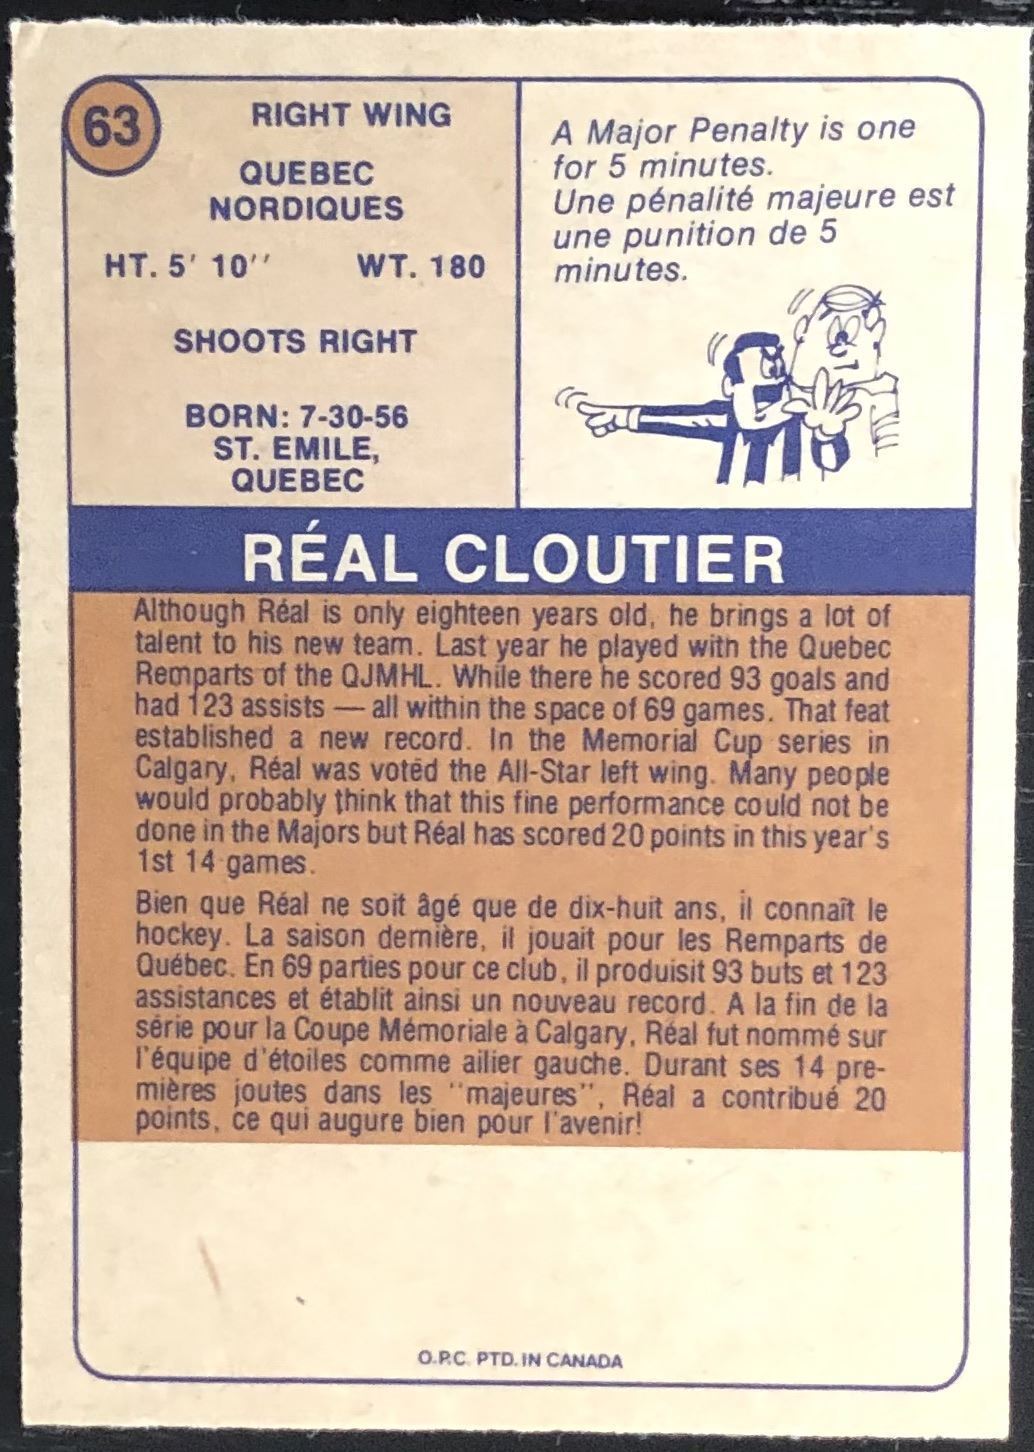 63
RIGHT WING
QUEBEC
NORDIQUES
HT. 5' 10'' WT. 180
SHOOTS RIGHT
BORN: 7-30-56
ST. EMILE,
QUEBEC
A Major Penalty is one
for 5 minutes.
Une pénalité majeure est
une punition de 5
minutes.
RÉAL CLOUTIER
Although Réal is only eighteen years old, he brings a lot of
talent to his new team. Last year he played with the Quebec
Remparts of the QJMHL. While there he scored 93 goals and
had 123 assists — all within the space of 69 games. That feat
established a new record. In the Memorial Cup series in
Calgary, Réal was voted the All-Star left wing. Many people
would probably think that this fine performance could not be
done in the Majors but Réal has scored 20 points in this year's
1st 14 games.
Bien que Réal ne soit âgé que de dix-huit ans, il connaît le
hockey. La saison dernière, il jouait pour les Remparts de
Québec. En 69 parties pour ce club, il produisit 93 buts et 123
assistances et établit ainsi un nouveau record. A la fin de la
série pour la Coupe Mémoriale à Calgary, Réal fut nommé sur
l'équipe d'étoiles comme ailier gauche. Durant ses 14 pre-
mières joutes dans les "majeures", Réal a contribué 20
points, ce qui augure bien pour l'avenir!
O.P.C. PTD. IN CANADA